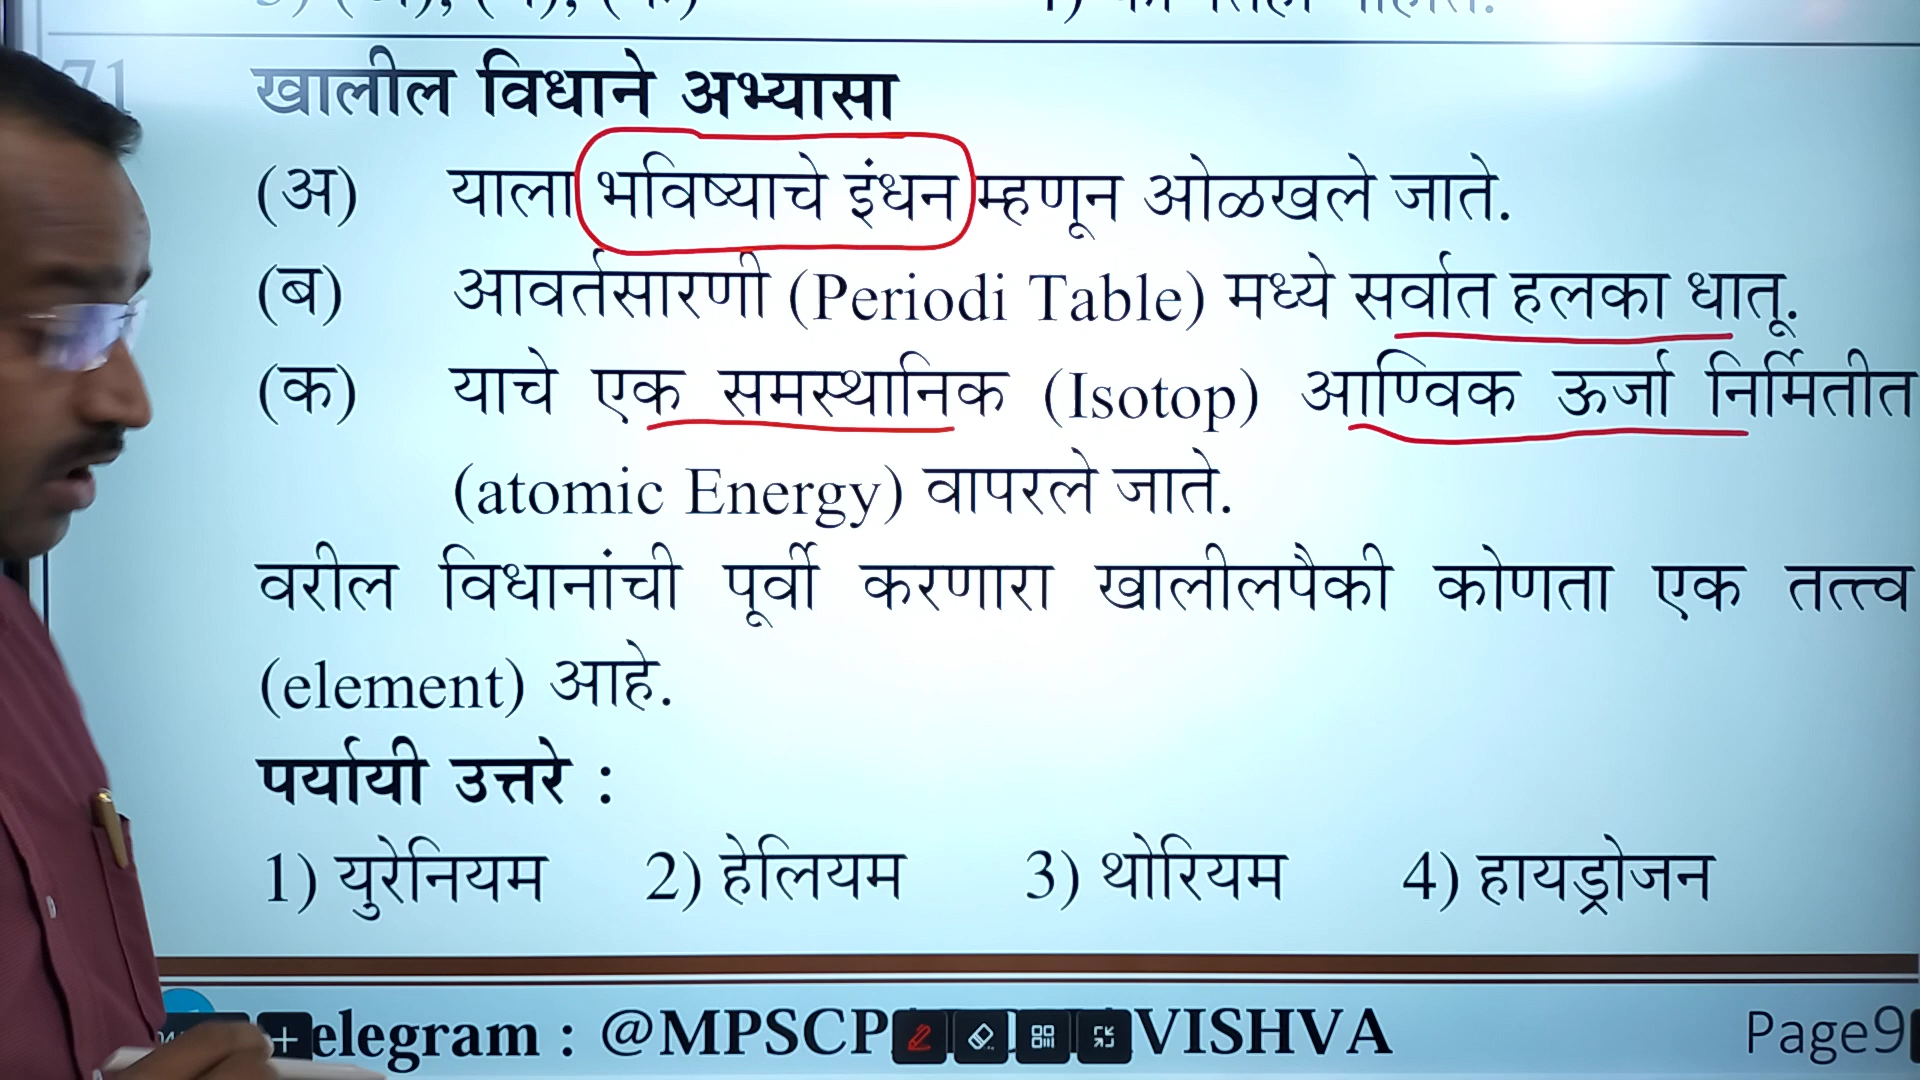 71 खालील विधाने अभ्यासा
(अ) याला भविष्याचे इंधन म्हणून ओळखले जाते.
(ब) आवर्तसारणी (Periodi Table) मध्ये सर्वात हलका धातू.
(क) याचे एक समस्थानिक (Isotop) आण्विक ऊर्जा निर्मितीत
(atomic Energy) वापरले जाते.
वरील विधानांची पूर्वी करणारा खालीलपैकी कोणता एक तत्त्व
(element) आहे.
पर्यायी उत्तरे :
1) युरेनियम 2) हेलियम 3) थोरियम 4) हायड्रोजन
elegram : @MPSCP VISHVA Page9